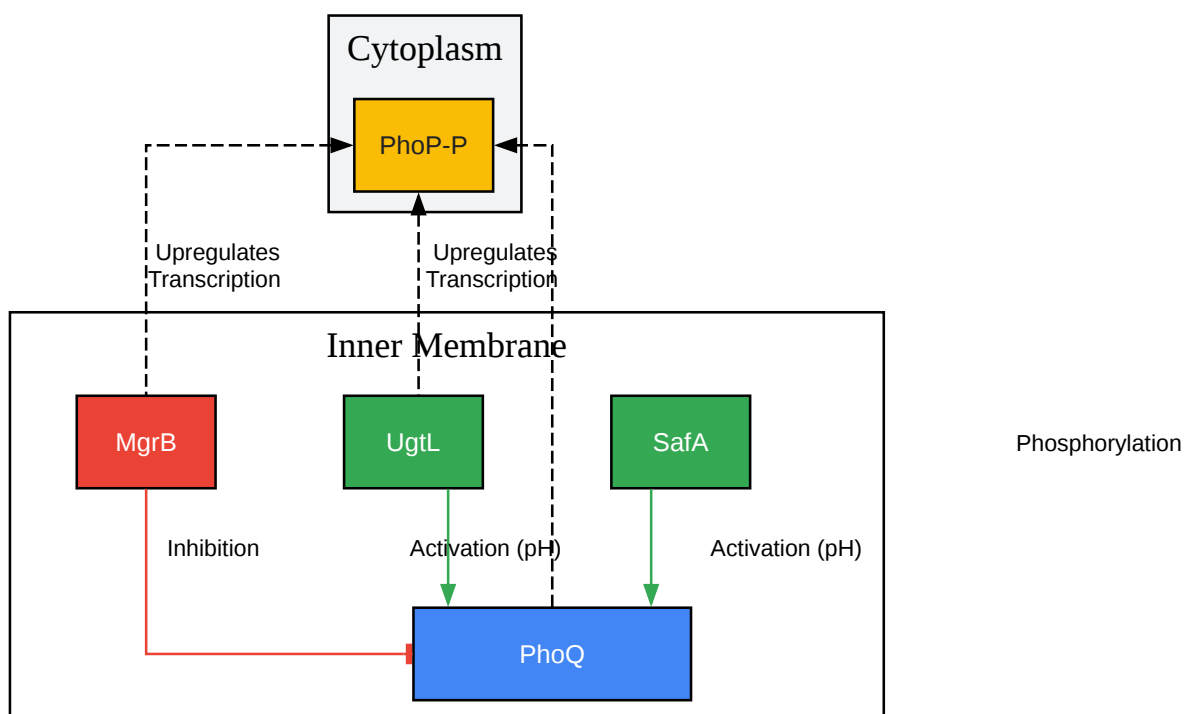 Cytoplasm
PhoP-P
Upregulates
Transcription
Upregulates
Transcription
Inner Membrane
MgrB
UgtL
SafA
Phosphorylation
Inhibition
Activation (pH)
Activation (pH)
PhoQ